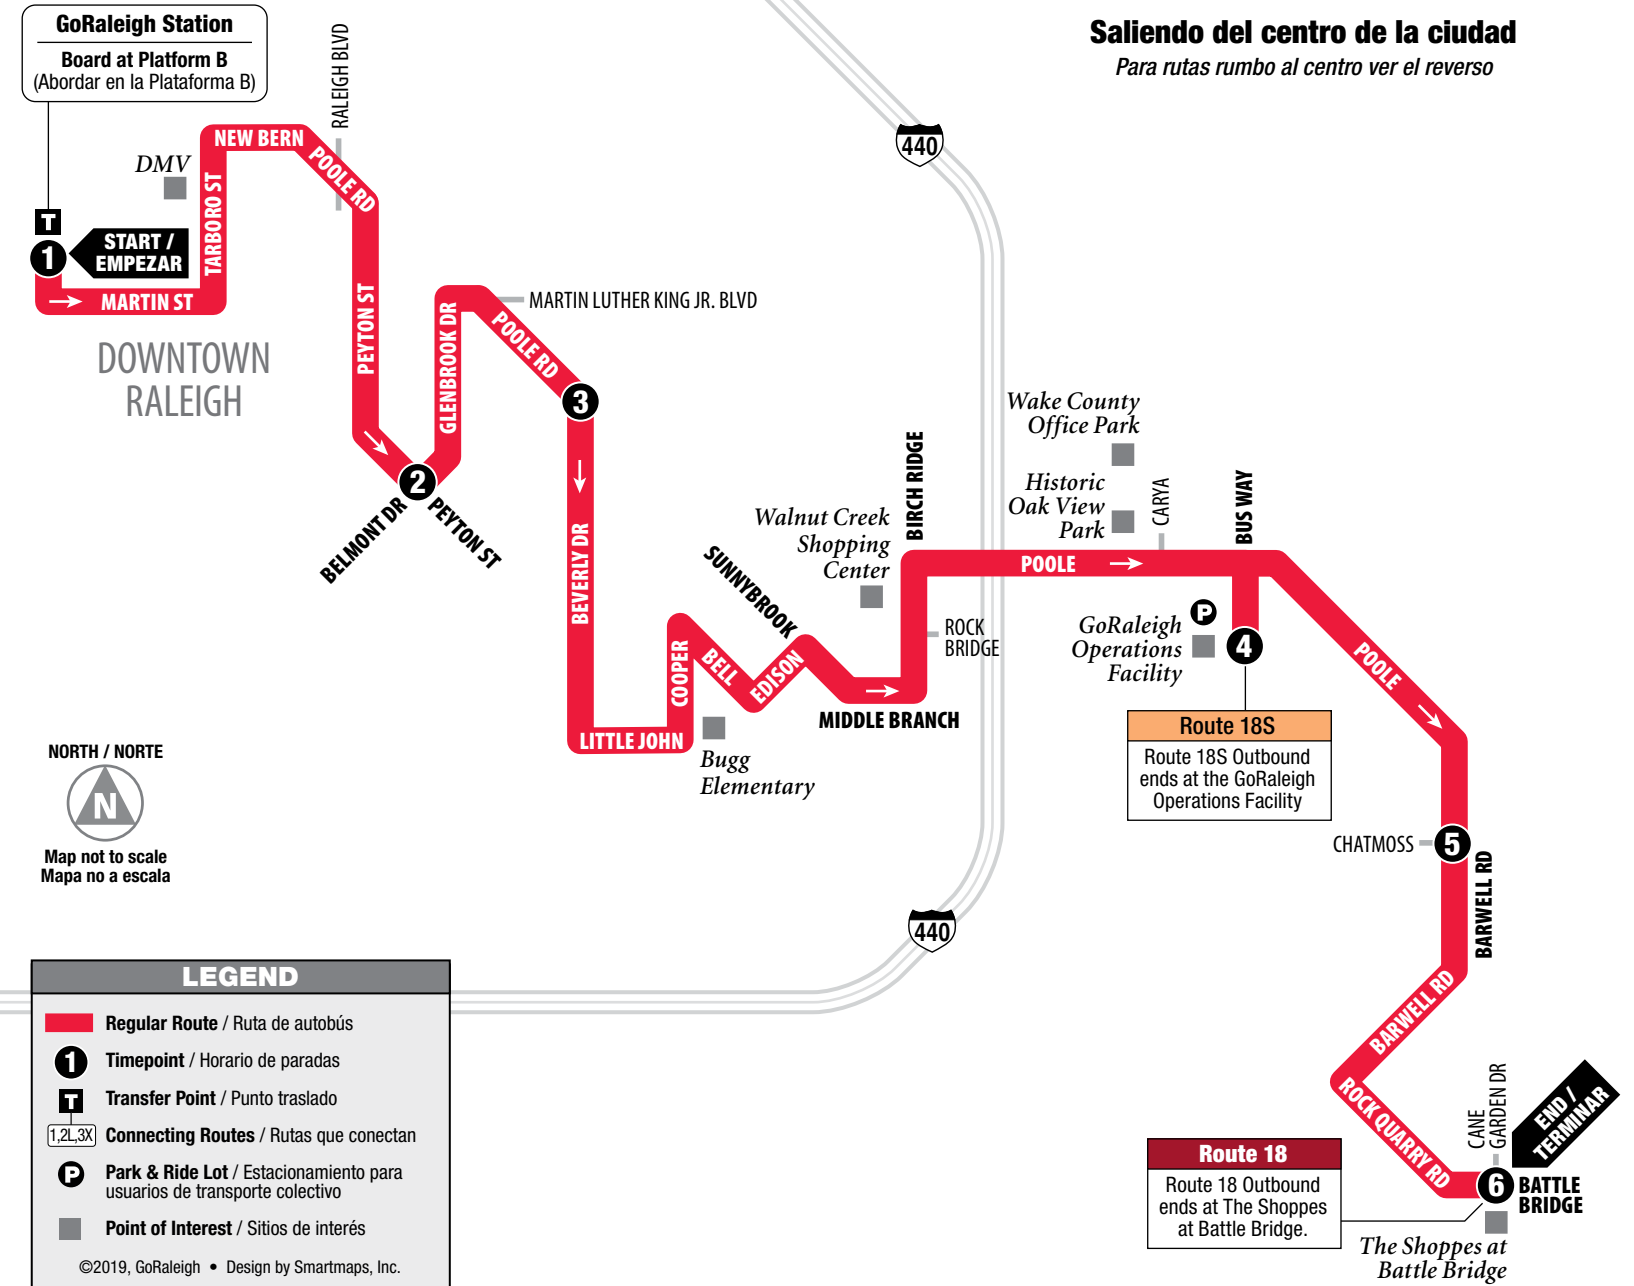 GoRaleigh Station
Board at Platform B
(Abordar en la Plataforma B)
Saliendo del centro de la ciudad
Para rutas rumbo al centro ver el reverso
RALEIGH BLVD
440
NEW BERN
POOLE RD
DMV
TARBORO ST
T
1
START /
EMPEZAR
MARTIN ST
DOWNTOWN
RALEIGH
PEYTON ST
GLENBROOK DR
MARTIN LUTHER KING JR. BLVD
POOLE RD
3
2
BELMONT DR
PEYTON ST
BEVERLY DR
Wake County
Office Park
Historic
Oak View
Park
CARYA
BUS WAY
BIRCH RIDGE
Walnut Creek
Shopping
Center
SUNNYBROOK
POOLE
ROCK
BRIDGE
P
GoRaleigh
Operations
Facility
4
POOLE
COOPER
BELL
EDISON
MIDDLE BRANCH
LITTLE JOHN
Bugg
Elementary
Route 18S
Route 18S Outbound
ends at the GoRaleigh
Operations Facility
NORTH / NORTE
N
Map not to scale
Mapa no a escala
CHATMOSS
5
BARWELL RD
440
BARWELL RD
ROCK QUARRY RD
CANE
GARDEN DR
END /
TERMINAR
6
BATTLE
BRIDGE
Route 18
Route 18 Outbound
ends at The Shoppes
at Battle Bridge.
The Shoppes at
Battle Bridge
LEGEND
Regular Route / Ruta de autobús
1
Timepoint / Horario de paradas
T
Transfer Point / Punto traslado
1,2L,3X
Connecting Routes / Rutas que conectan
P
Park & Ride Lot / Estacionamiento para
usuarios de transporte colectivo
Point of Interest / Sitios de interés
©2019, GoRaleigh • Design by Smartmaps, Inc.